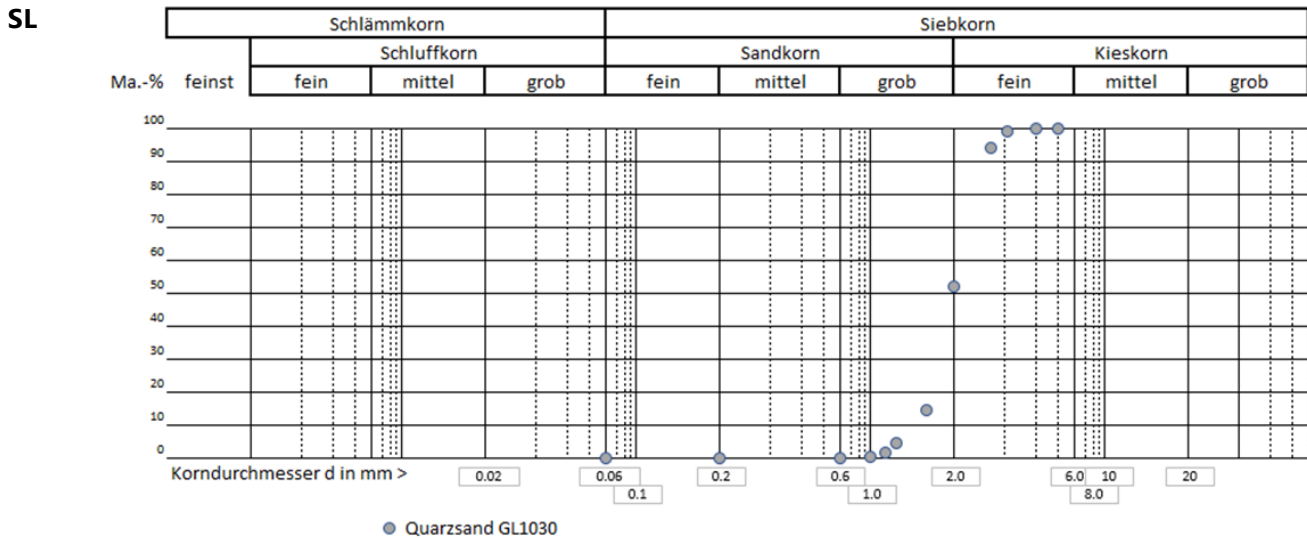 SL
Schlämmkorn Siebkorn
Schluffkorn Sandkorn Kieskorn
Ma.-% feinst fein mittel grob fein mittel grob fein mittel grob
100
90
80
70
60
50
40
30
20
10
0
Korndurchmesser d in mm > 0.02 0.06 0.2 0.6 2.0 6.0 10 20
0.1 1.0 8.0
Quarzsand GL1030